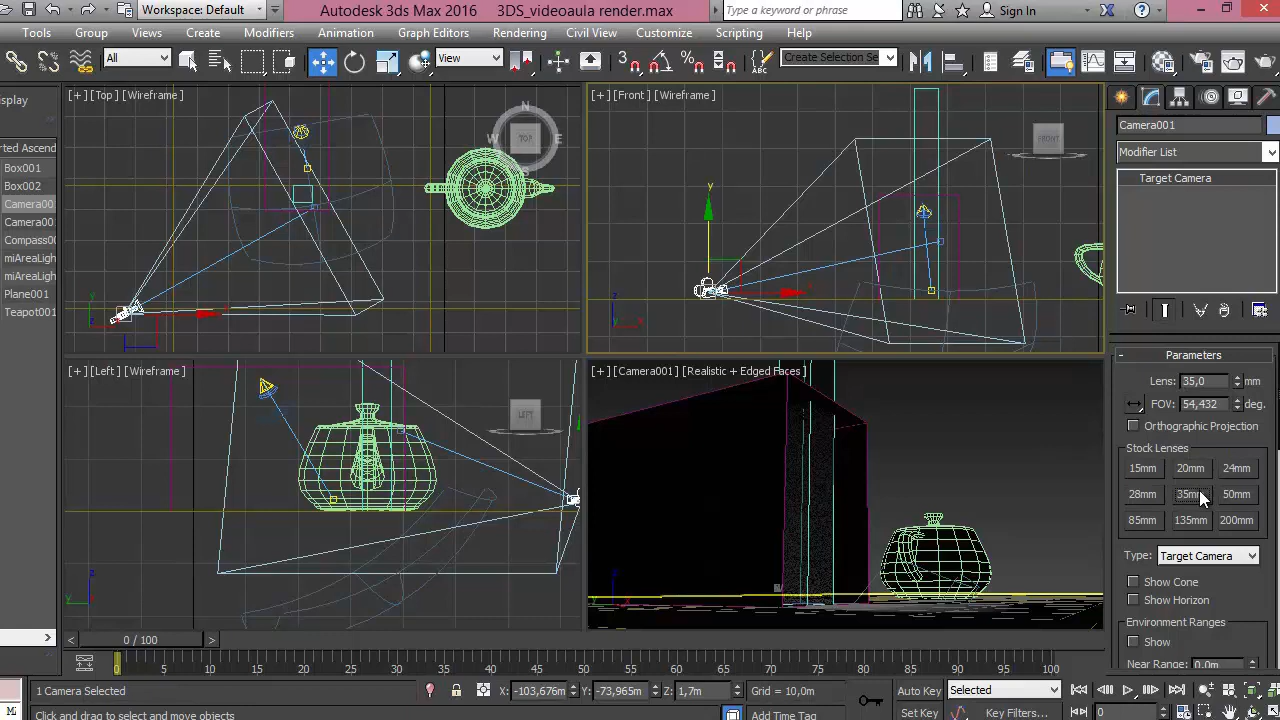 Workspace: Default
Autodesk 3ds Max 2016 3DS_videoaula render.max
Type a keyword or phrase
Sign In
Tools Group Views Create Modifiers Animation Graph Editors Rendering Civil View Customize Scripting Help
All
View
3
Create Selection Se
isplay
orted Ascend
Box001
Box002
Camera00
Camera00
Compass00
miAreaLigh
miAreaLigh
Plane001
Teapot001
[+] [Top] [Wireframe]
N
W TOP E
S
y
z
[+] [Front] [Wireframe]
FRONT
y
x
z
x
[+] [Left] [Wireframe]
LEFT
z
y
[+] [Camera001] [Realistic + Edged Faces]
z
Camera001
Modifier List
Target Camera
Parameters
Lens: 35,0 mm
FOV: 54,432 deg.
Orthographic Projection
Stock Lenses
15mm 20mm 24mm
28mm 35mm 50mm
85mm 135mm 200mm
Type: Target Camera
Show Cone
Show Horizon
Environment Ranges
Show
Near Range: 0,0m
< 0 / 100 >
0 5 10 15 20 25 30 35 40 45 50 55 60 65 70 75 80 85 90 95 100
1 Camera Selected
X: -103,676m Y: -73,965m Z: 1,7m
Grid = 10,0m
Auto Key Selected
Click and drag to select and move objects
Add Time Tag
Set Key Key Filters...
0